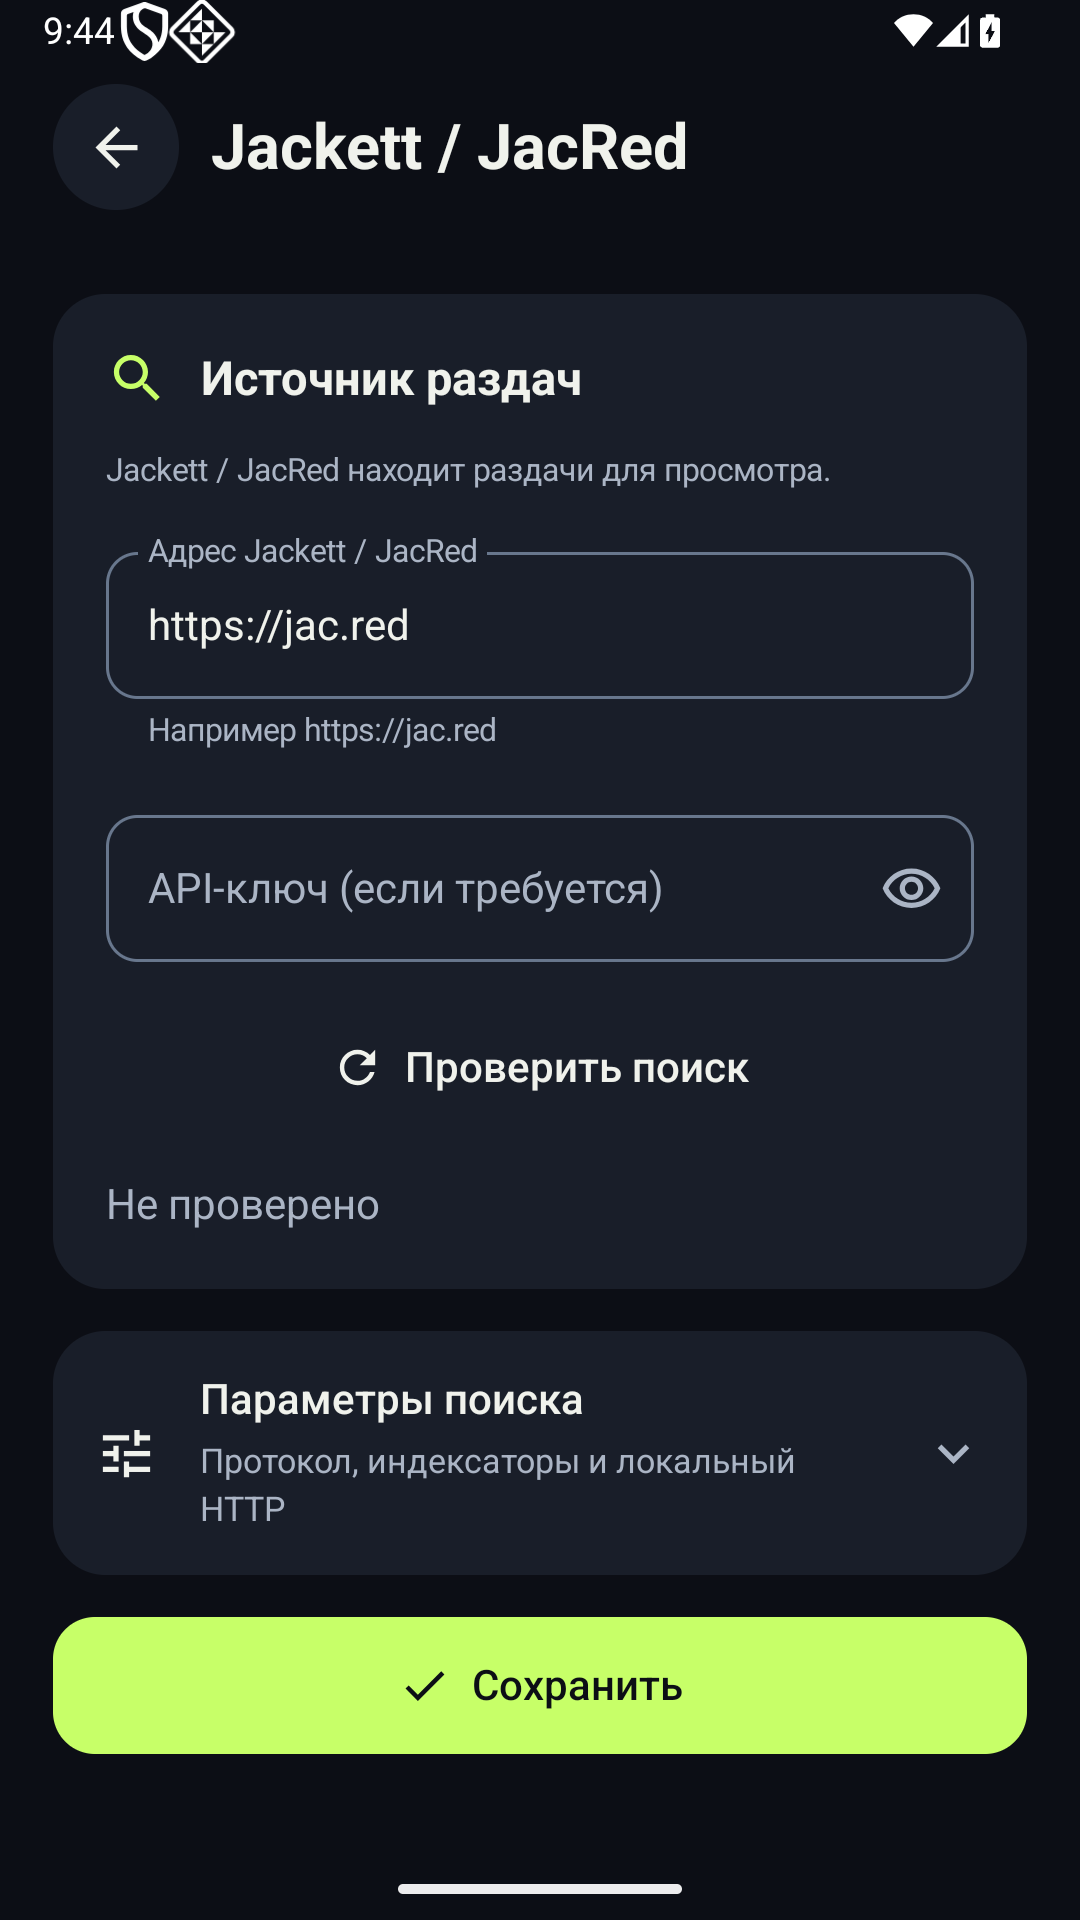 9:44
Jackett / JacRed
Источник раздач
Jackett / JacRed находит раздачи для просмотра.
Адрес Jackett / JacRed
https://jac.red
Например https://jac.red
API-ключ (если требуется)
Проверить поиск
Не проверено
Параметры поиска
Протокол, индексаторы и локальный
HTTP
Сохранить